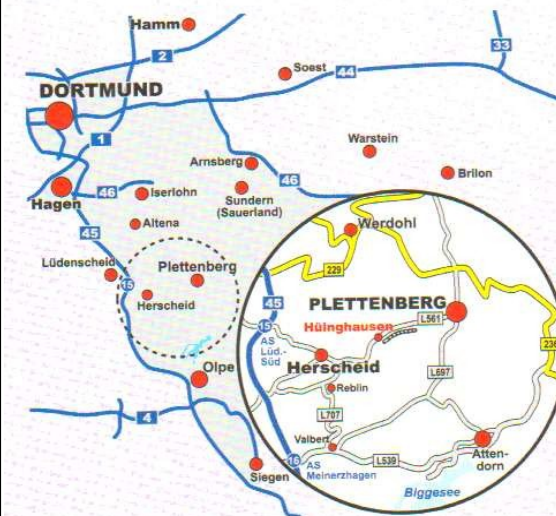 Hamm
33
2
Soest
44
DORTMUND
1
Warstein
Arnsberg
Brilon
46
Iserlohn
46
Sundern
(Sauerland)
Hagen
Altena
45
Werdohl
Lüdenscheid
Plettenberg
229
15
45
PLETTENBERG
Herscheid
L561
15
Hülnghausen
AS
Lüd.-
Süd
236
Herscheid
Olpe
L697
Reblin
L707
4
Valbert
Atten-
dorn
L539
16
AS
Meinerzhagen
Siegen
Biggesee